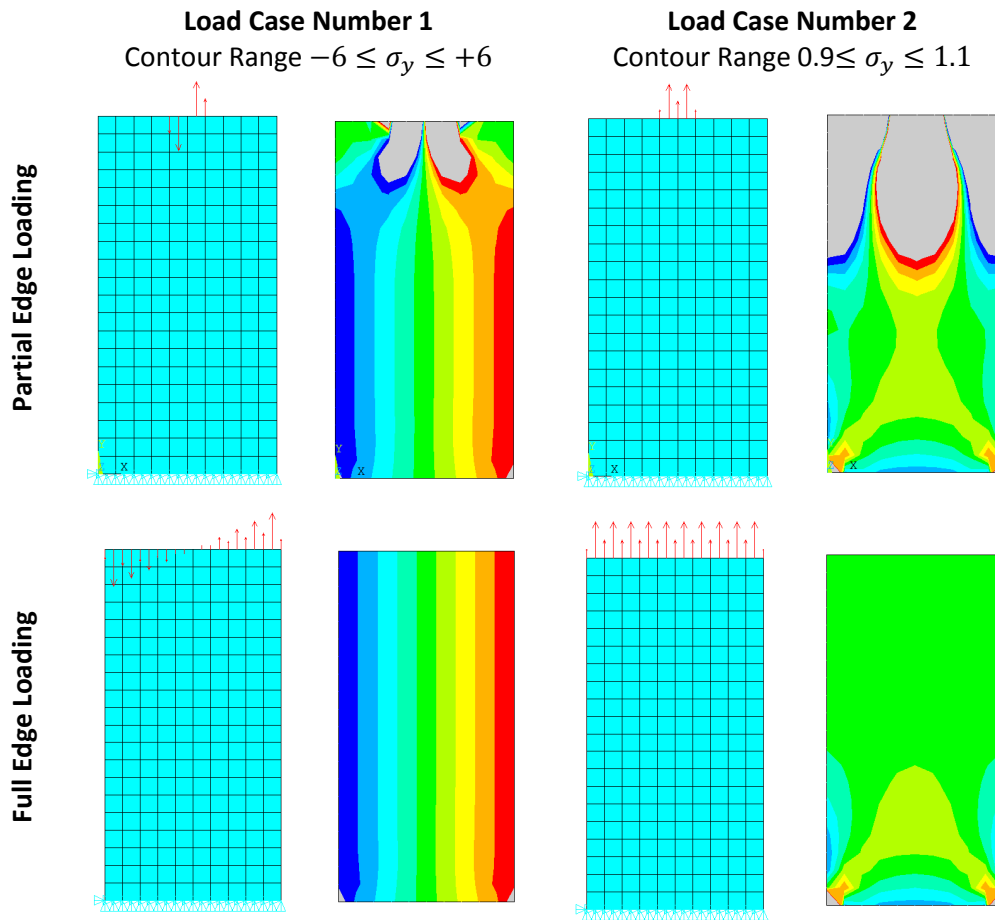 Load Case Number 1
Contour Range −6 ≤ σy ≤ +6
Load Case Number 2
Contour Range 0.9≤ σy ≤ 1.1
Partial Edge Loading
Y
X
Y
X
X
X
Full Edge Loading